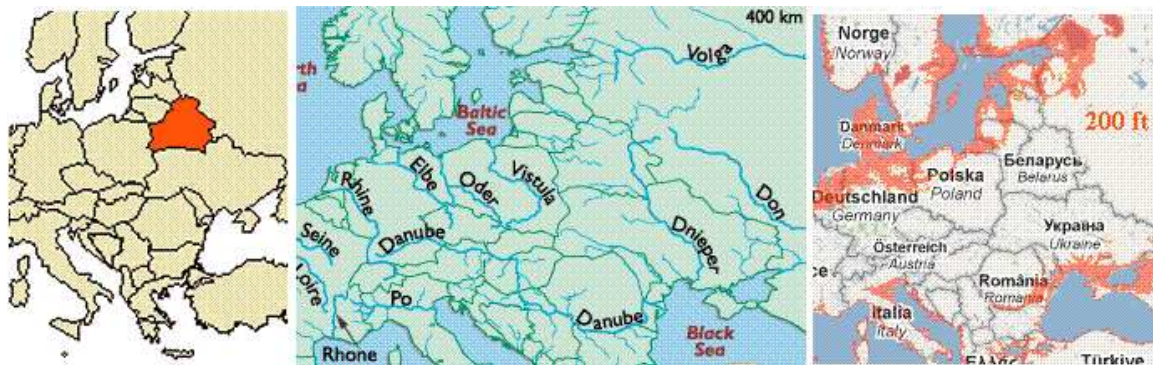 400 km
Volga
Baltic
Sea
Rhine
Elbe
Oder
Vistula
Don
Seine
Danube
Dnieper
Loire
Po
Danube
Black
Sea
Rhone
Norge
Norway
200 ft
Danmark
Denmark
Беларусь
Belarus
Polska
Poland
Deutschland
Germany
Україна
Ukraine
Österreich
Austria
România
Romania
Italia
Italy
Türkiye